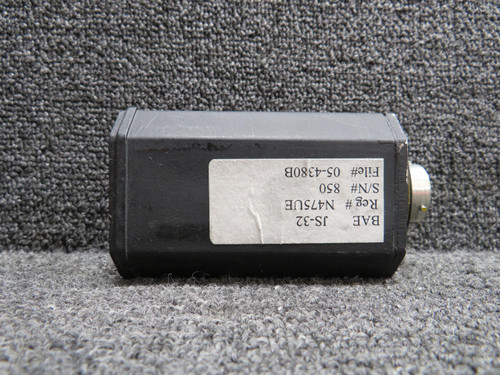 BAE JS-32
Reg# N475UE
S/N# 850
File# 05-4380B